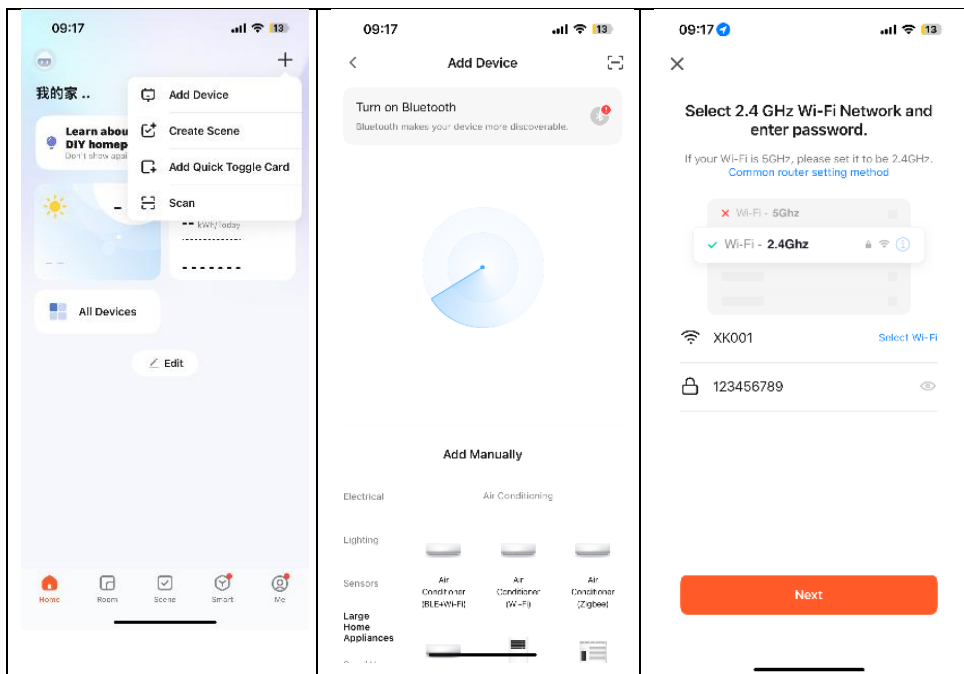 09:17
13
我的家 ..
Add Device
Create Scene
Add Quick Toggle Card
Scan
Learn abou
DIY homep
Don't show agai
kWh/Today
All Devices
Edit
Home
Room
Scene
Smart
Me
09:17
13
Add Device
Turn on Bluetooth
Bluetooth makes your device more discoverable.
Add Manually
Electrical
Air Conditioning
Lighting
Sensors
Air
Conditioner
(BLE+Wi-Fi)
Air
Conditioner
(Wi-Fi)
Air
Conditioner
(Zigbee)
Large
Home
Appliances
09:17
13
Select 2.4 GHz Wi-Fi Network and
enter password.
If your Wi-Fi is 5GHz, please set it to be 2.4GHz.
Common router setting method
Wi-Fi - 5Ghz
Wi-Fi - 2.4Ghz
XK001
Select Wi-Fi
123456789
Next